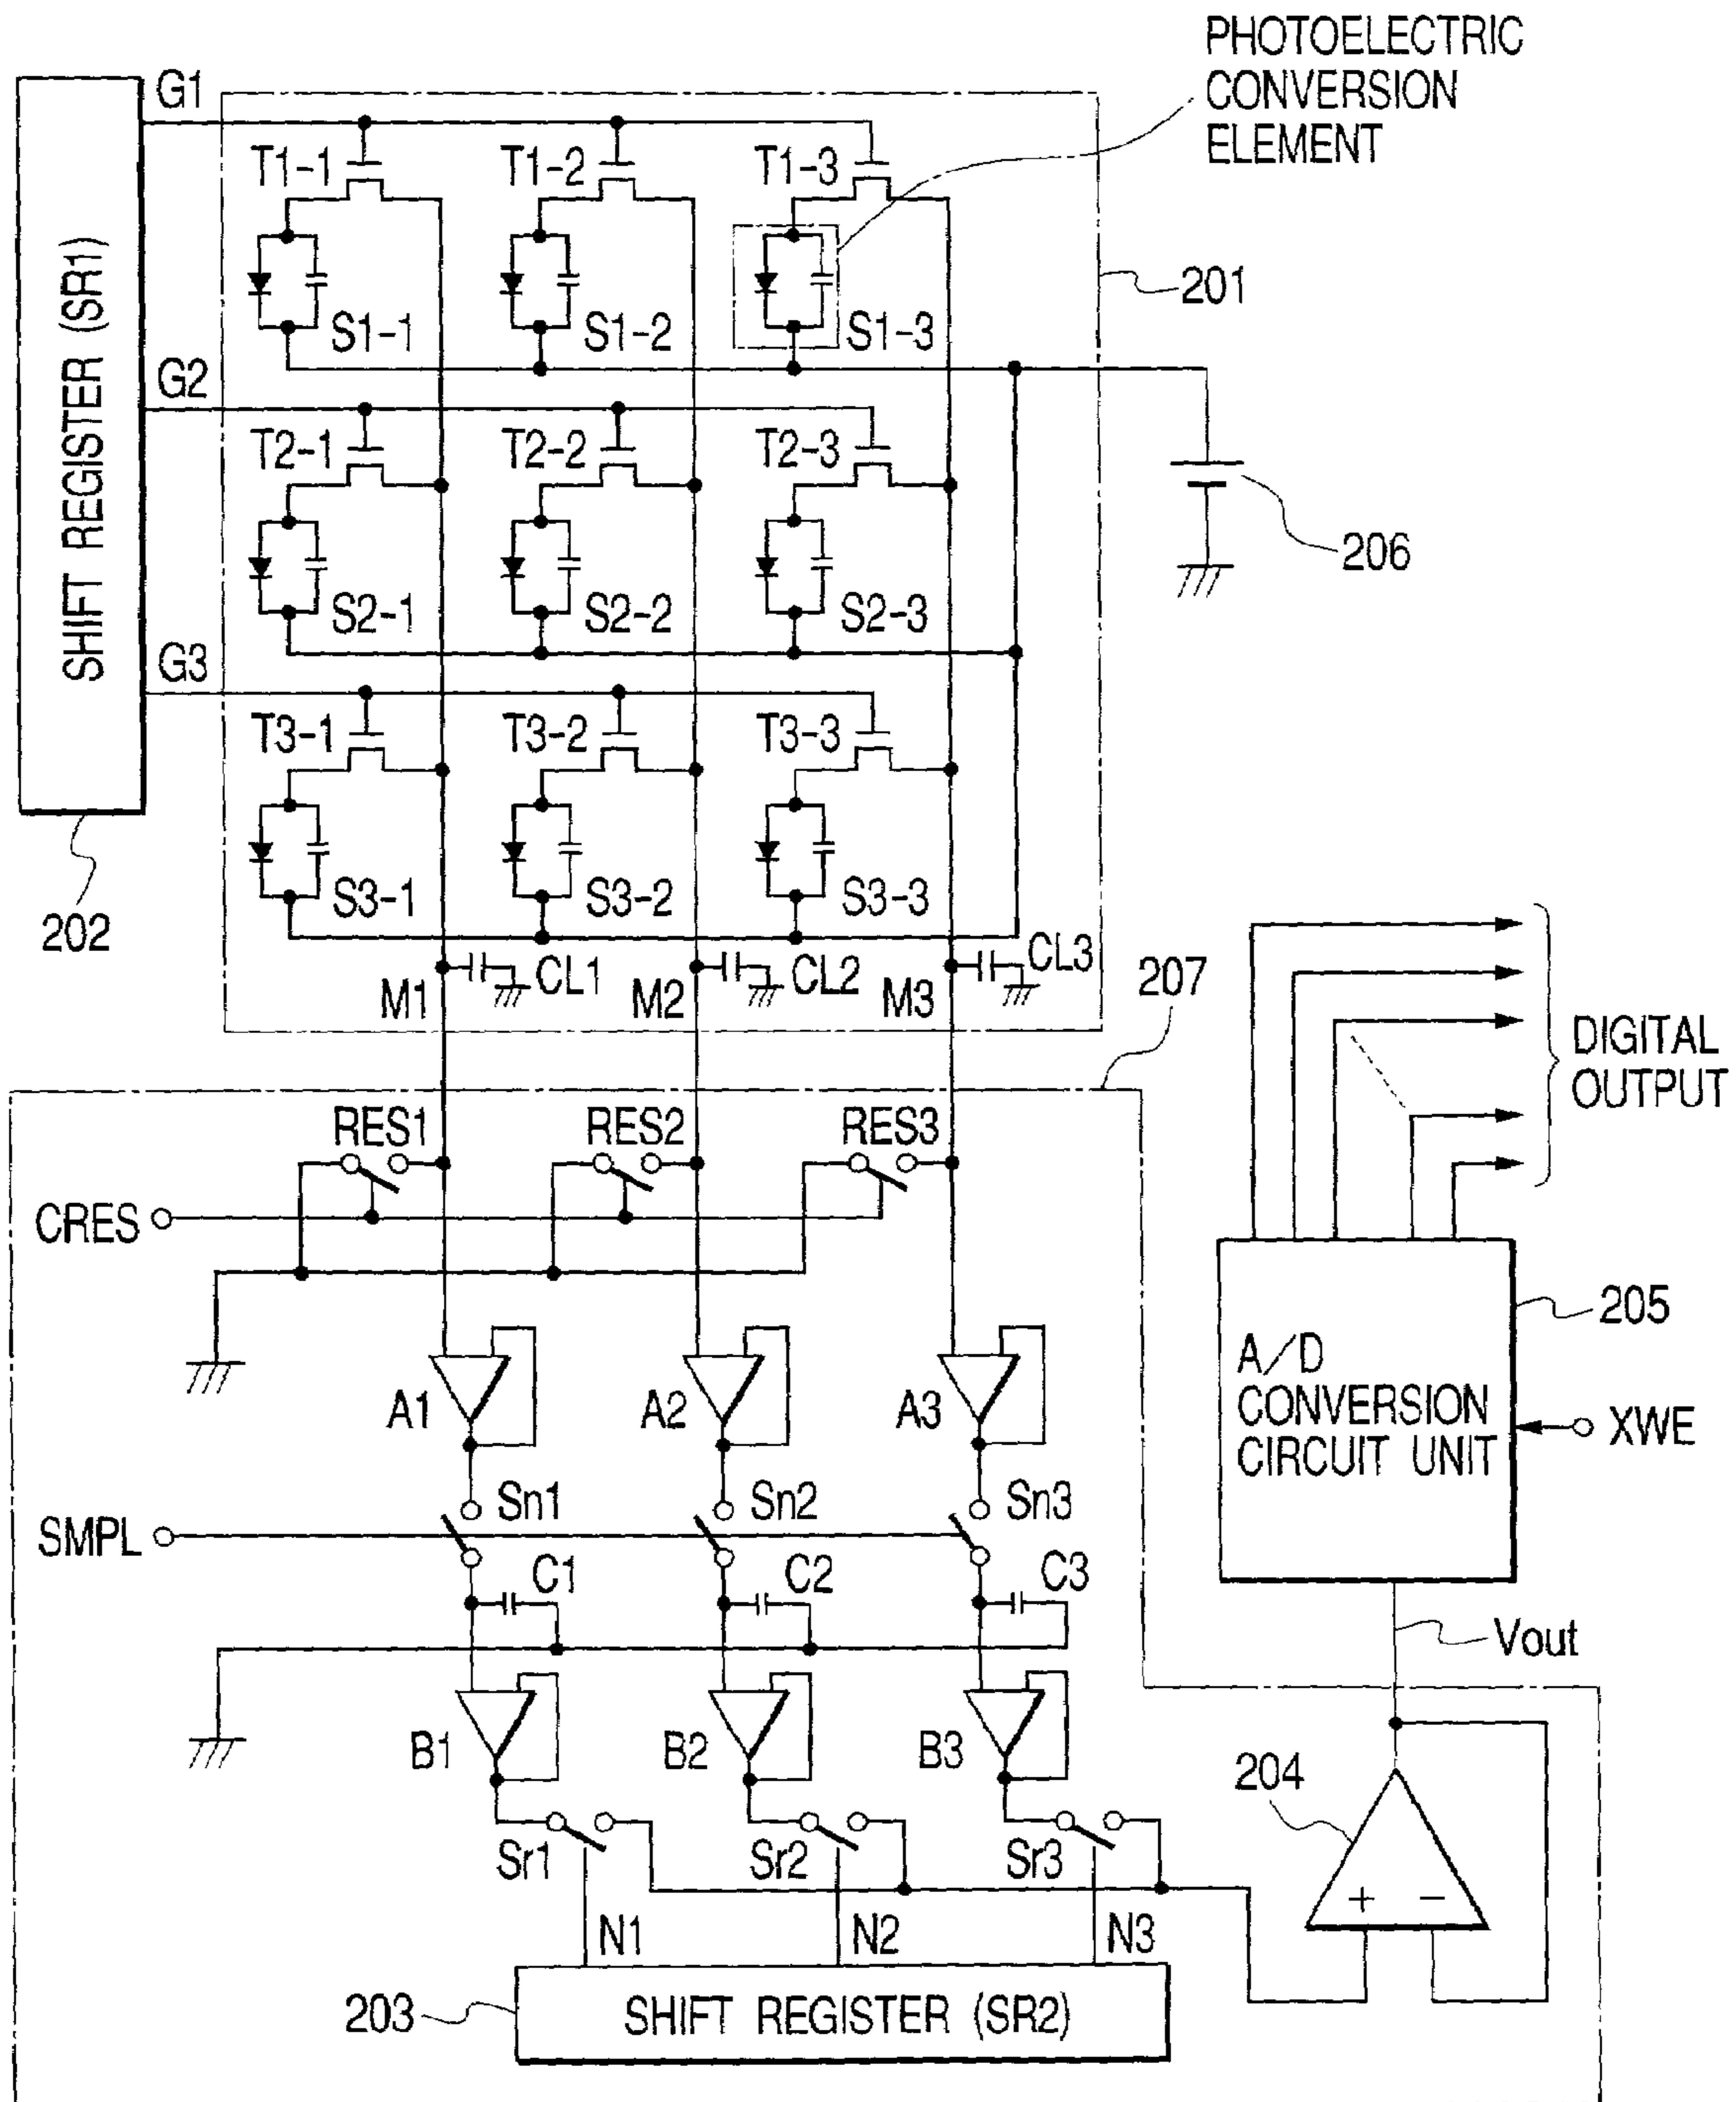 PHOTOELECTRIC
CONVERSION
ELEMENT
G1
T1-1
T1-2
T1-3
SHIFT REGISTER (SR1)
201
S1-1
S1-2
S1-3
G2
T2-1
T2-2
T2-3
206
S2-1
S2-2
S2-3
G3
T3-1
T3-2
T3-3
S3-1
S3-2
S3-3
202
CL1
CL2
CL3
M1
M2
M3
207
DIGITAL
OUTPUT
RES1
RES2
RES3
CRES
205
A/D
CONVERSION
CIRCUIT UNIT
XWE
A1
A2
A3
Sn1
Sn2
Sn3
SMPL
C1
C2
C3
Vout
B1
B2
B3
204
Sr1
Sr2
Sr3
+ −
N1
N2
N3
203
SHIFT REGISTER (SR2)